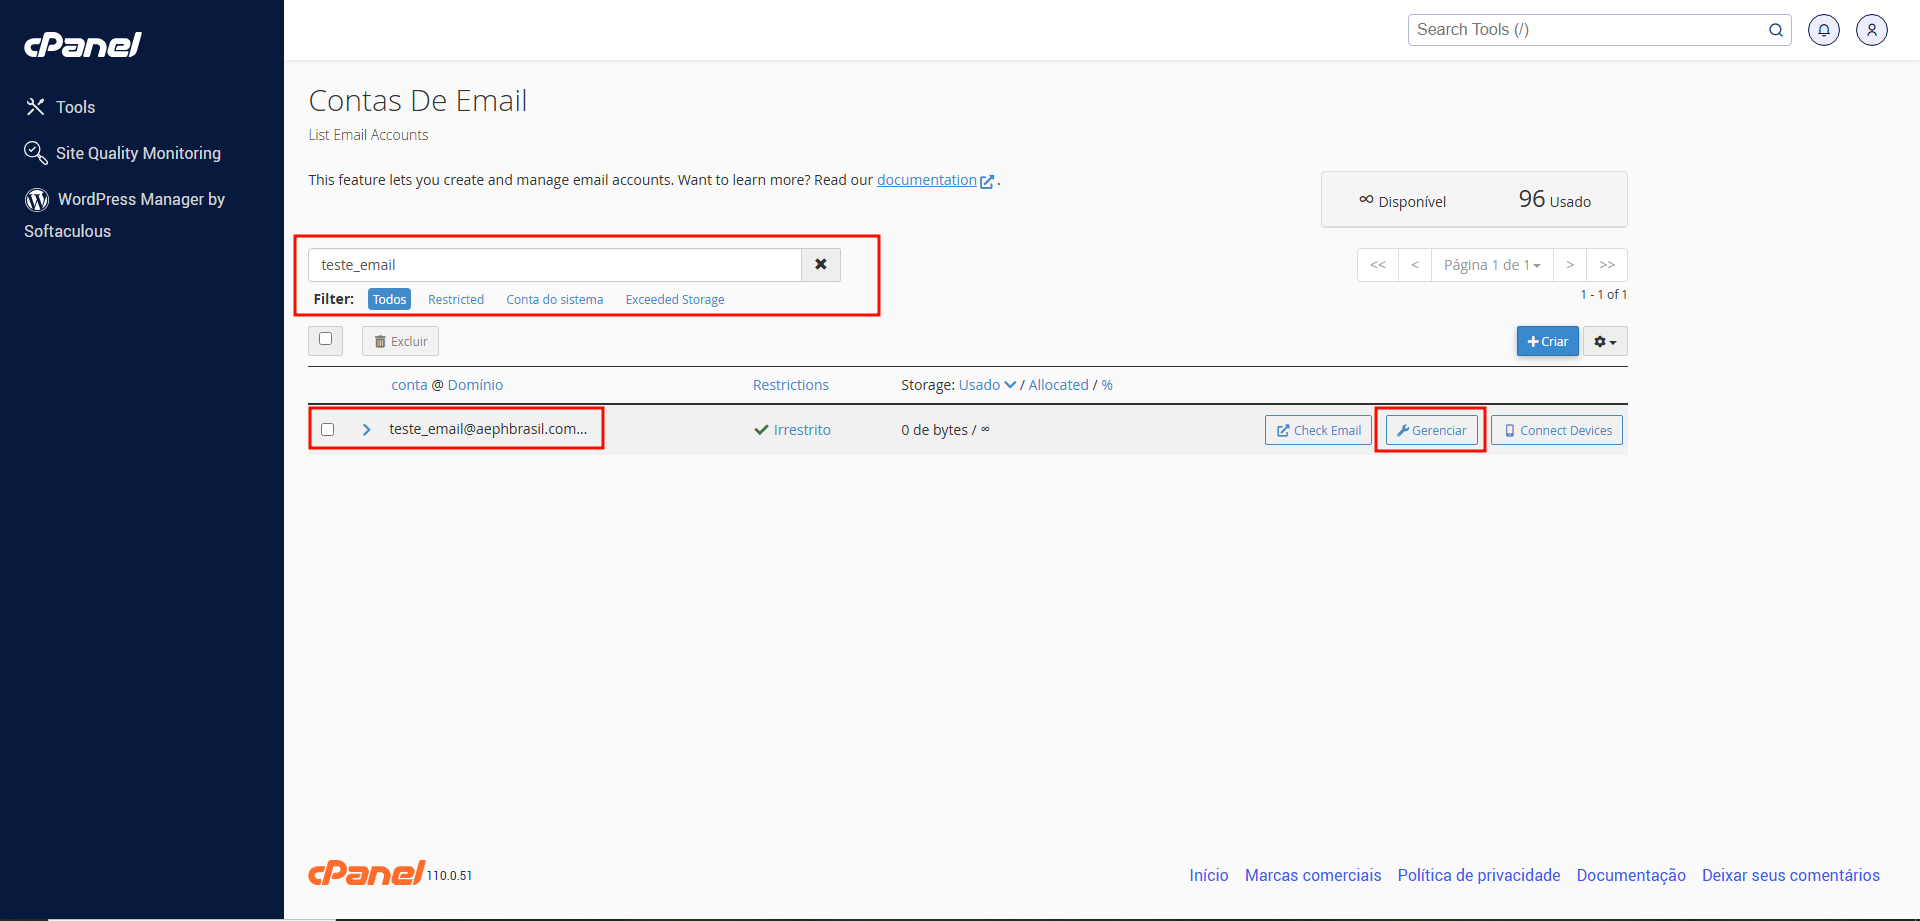 cPanel
Search Tools (/)
Tools
Site Quality Monitoring
WordPress Manager by
Softaculous
Contas De Email
List Email Accounts
This feature lets you create and manage email accounts. Want to learn more? Read our documentation .
∞ Disponível 96 Usado
teste_email
<< < Página 1 de 1 > >>
Filter: Todos Restricted Conta do sistema Exceeded Storage
1 - 1 of 1
Excluir
Criar
conta @ Domínio Restrictions Storage: Usado / Allocated / %
teste_email@aephbrasil.com... Irrestrito 0 de bytes / ∞ Check Email Gerenciar Connect Devices
cPanel 110.0.51
Início Marcas comerciais Política de privacidade Documentação Deixar seus comentários